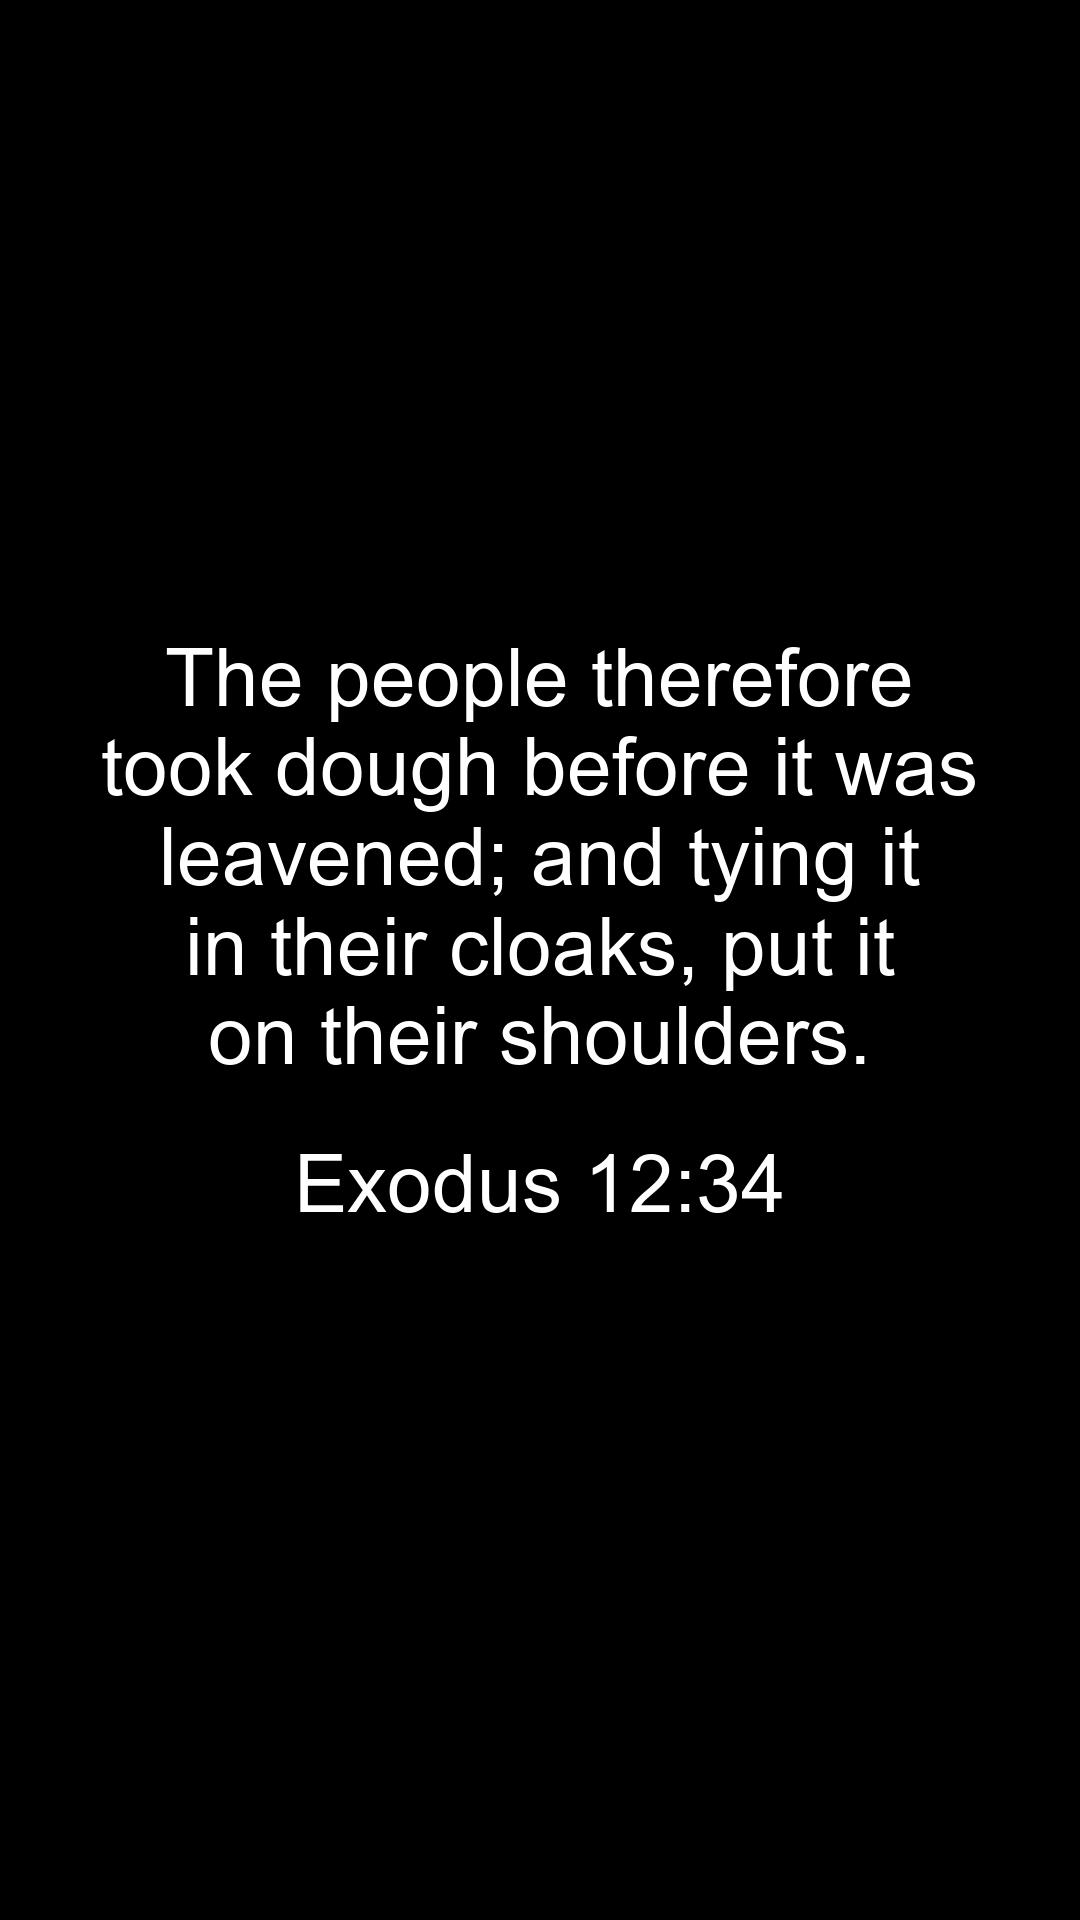 The people therefore
took dough before it was
leavened; and tying it
in their cloaks, put it
on their shoulders.
Exodus 12:34